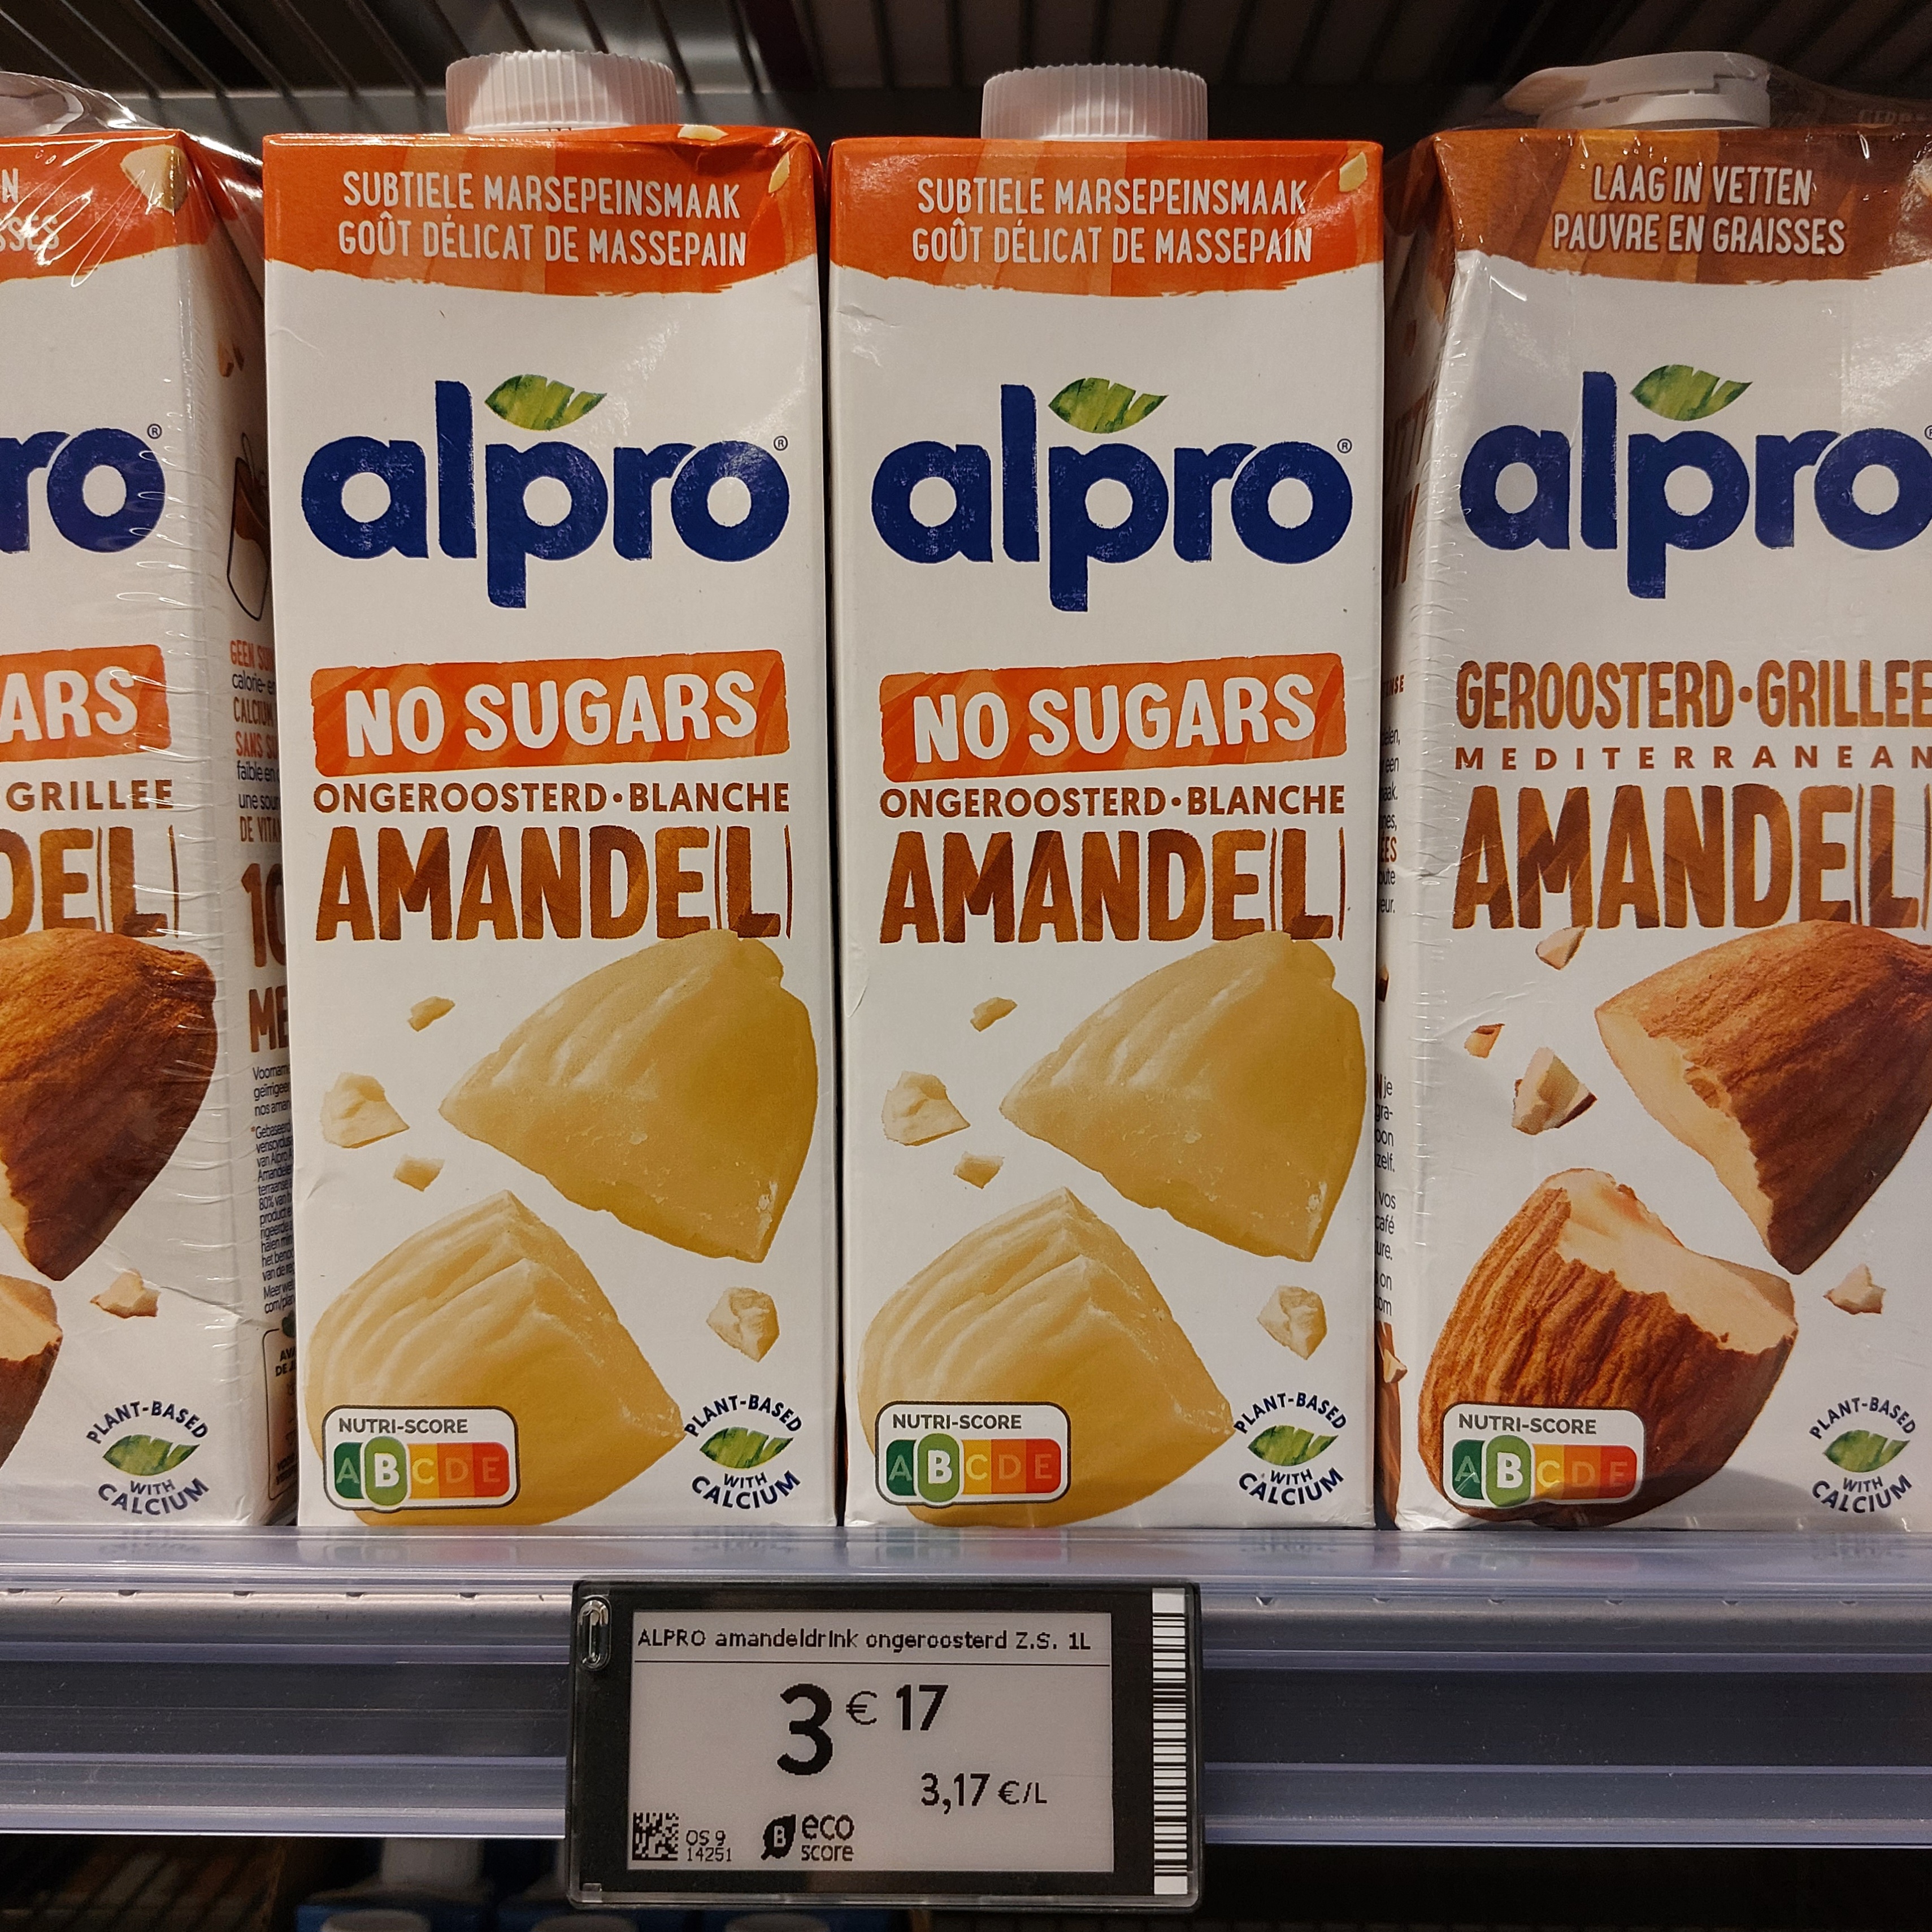 SUBTIELE MARSEPEINSMAAK
GOÛT DÉLICAT DE MASSEPAIN
alpro®
NO SUGARS
ONGEROOSTERD•BLANCHE
AMANDE(L)
NUTRI-SCORE
A B C D E
PLANT-BASED
WITH
CALCIUM
SUBTIELE MARSEPEINSMAAK
GOÛT DÉLICAT DE MASSEPAIN
alpro®
NO SUGARS
ONGEROOSTERD•BLANCHE
AMANDE(L)
NUTRI-SCORE
A B C D E
PLANT-BASED
WITH
CALCIUM
LAAG IN VETTEN
PAUVRE EN GRAISSES
alpro
GEROOSTERD•GRILLEE
MEDITERRANEAN
AMANDE(L)
NUTRI-SCORE
A B C D E
PLANT-BASED
WITH
CALCIUM
GRILLEE
PLANT-BASED
WITH
CALCIUM
ALPRO amandeldrink ongeroosterd Z.S. 1L
3 € 17
3,17 €/L
OS 9
14251
B eco
score